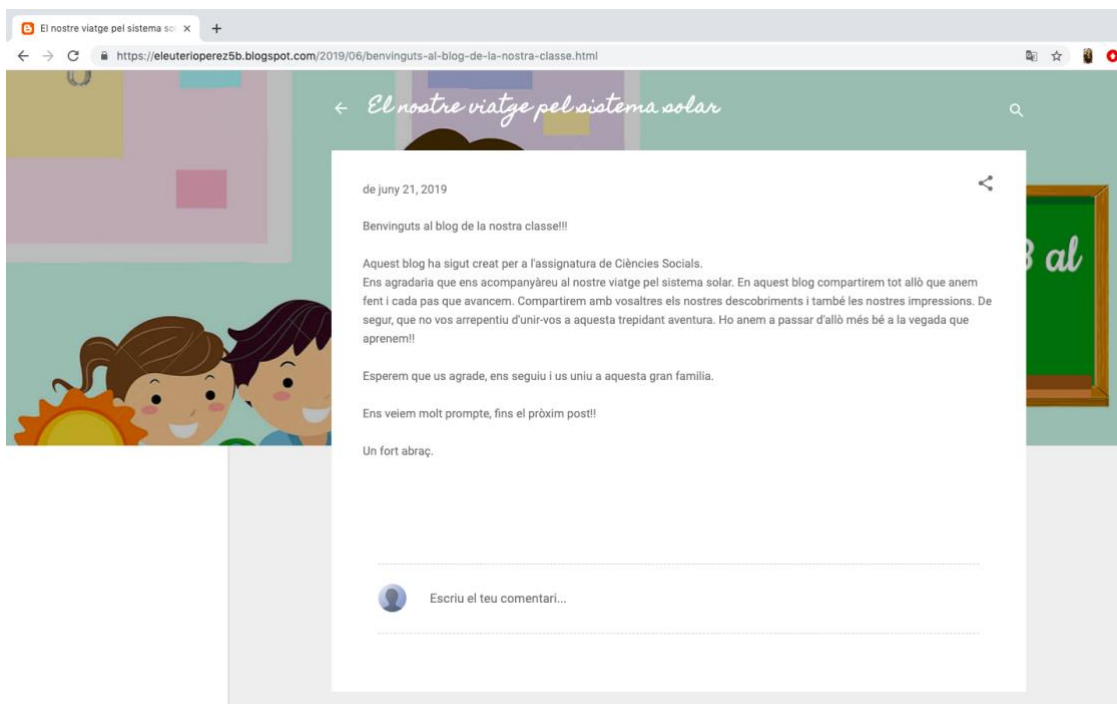 El nostre viatge pel sistema so
https://eleuterioperez5b.blogspot.com/2019/06/benvinguts-al-blog-de-la-nostra-classe.html
El nostre viatge pel sistema solar
de juny 21, 2019
Benvinguts al blog de la nostra classe!!!
Aquest blog ha sigut creat per a l'assignatura de Ciències Socials.
Ens agradaria que ens acompanyàreu al nostre viatge pel sistema solar. En aquest blog compartirem tot allò que anem
fent i cada pas que avancem. Compartirem amb vosaltres els nostres descobriments i també les nostres impressions. De
segur, que no vos arrepentiu d'unir-vos a aquesta trepidant aventura. Ho anem a passar d'allò més bé a la vegada que
aprenem!!
Esperem que us agrade, ens seguiu i us uniu a aquesta gran familia.
Ens veiem molt prompte, fins el pròxim post!!
Un fort abraç.
Escriu el teu comentari...
al